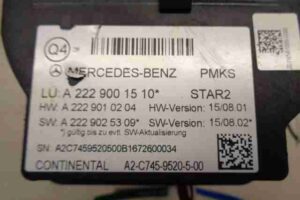 Q4
MERCEDES-BENZ PMKS
LU: A 222 900 15 10* STAR2
HW: A 222 901 02 04 HW-Version: 15/08.01
SW: A 222 902 53 09* SW-Version: 15/08.02*
*) gültig bis zu evtl. SW-Aktualisierung
SN: A2C7459520500B1672600034
CONTINENTAL A2-C745-9520-5-00